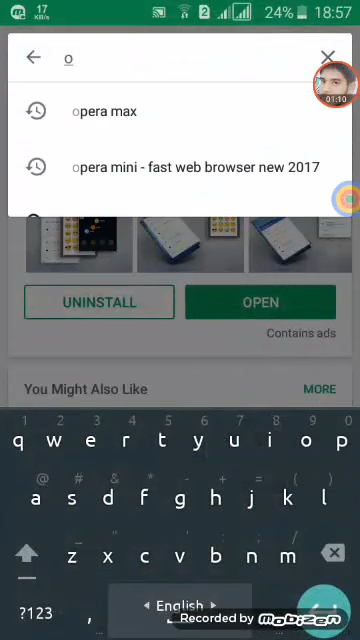 17
KB/s
2
24%
18:57
o
01:10
opera max
opera mini - fast web browser new 2017
UNINSTALL
OPEN
Contains ads
You Might Also Like
MORE
1 2 3 4 5 6 7 8 9 0
q w e r t y u i o p
@ # & * - + = ( )
a s d f g h j k l
_ " ' : ; /
z x c v b n m
?123
,
English
...
Recorded by MOBIZEN
...